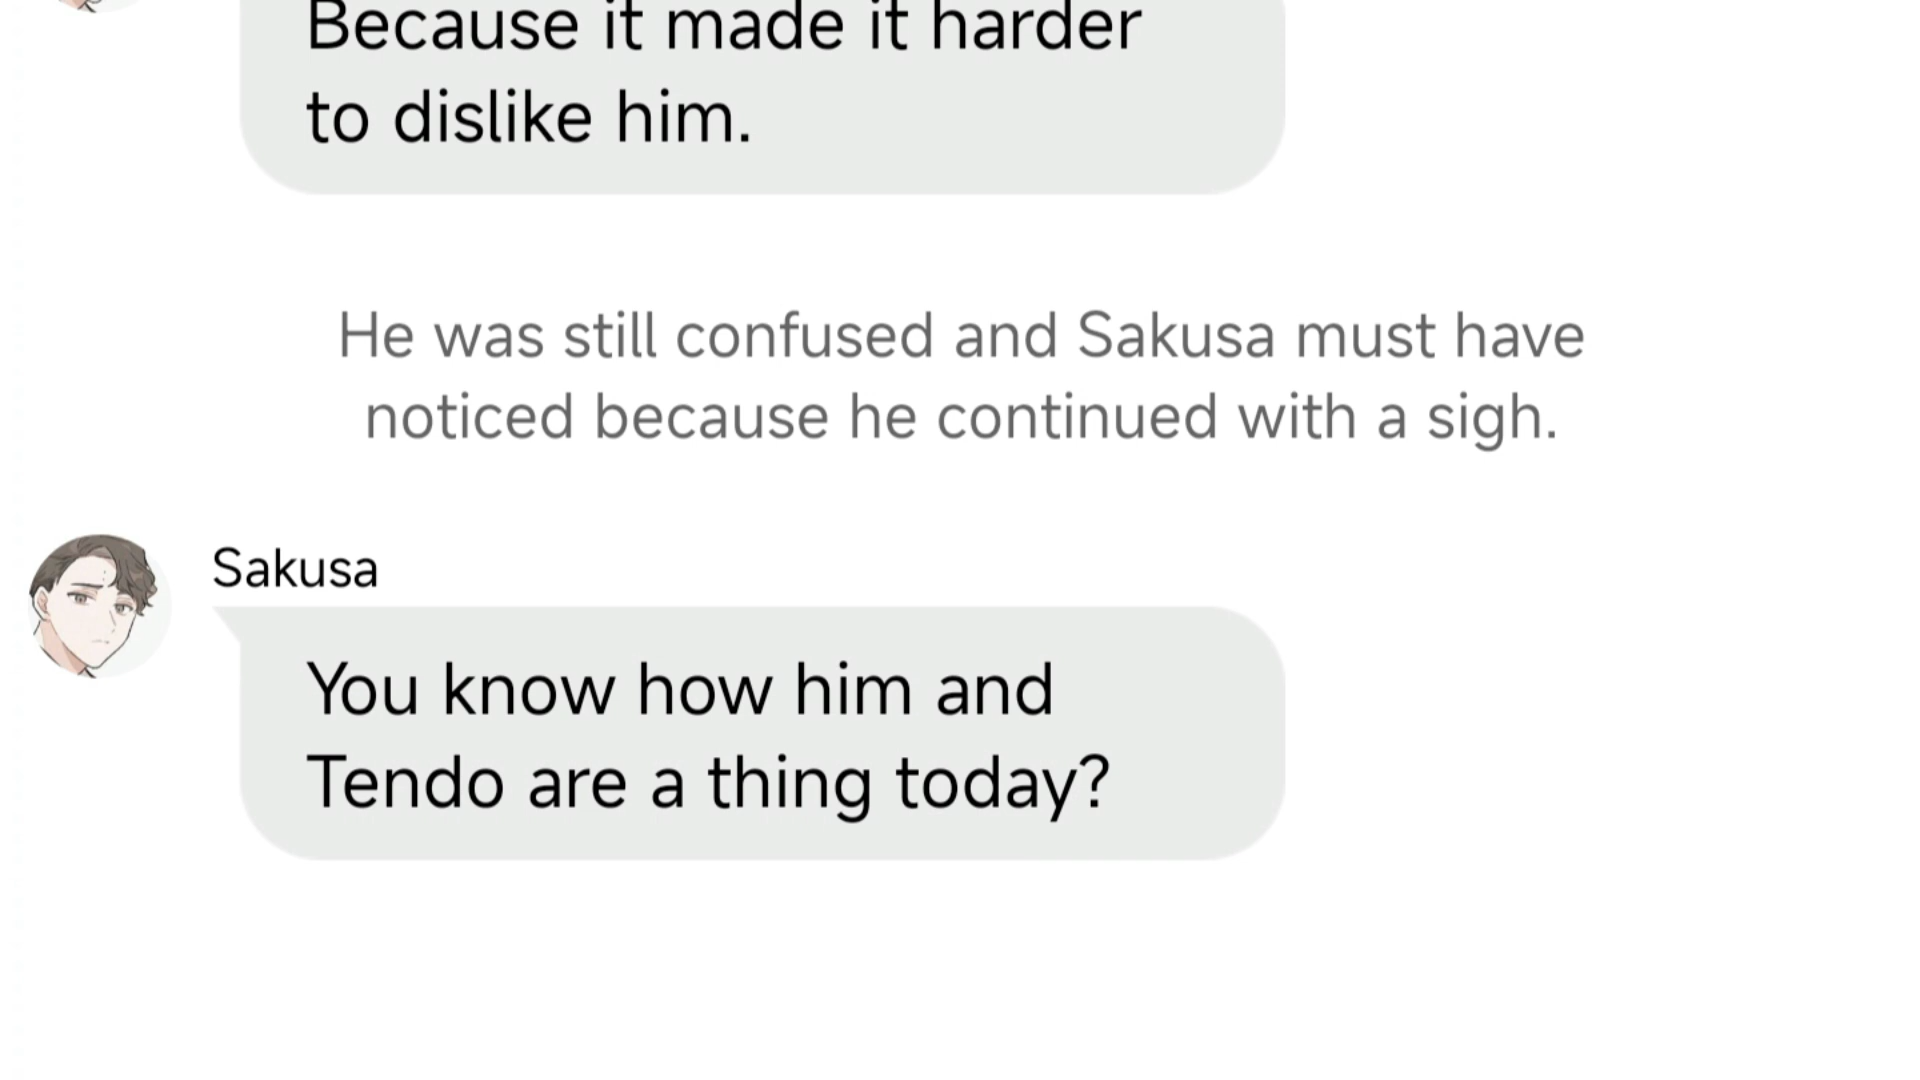 Because it made it harder
to dislike him.
He was still confused and Sakusa must have
noticed because he continued with a sigh.
Sakusa
You know how him and
Tendo are a thing today?